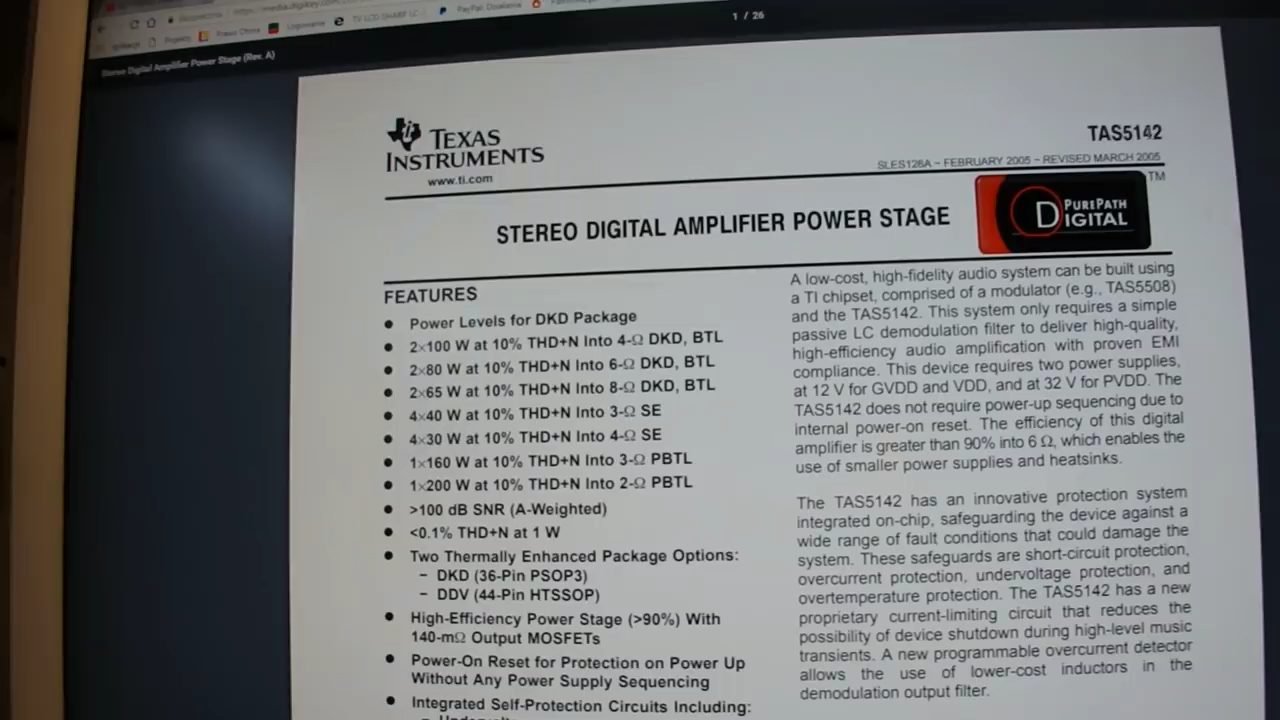 https://media.digikey.com
Projekty
Logowanie
TV LCD SHARP LC
PayPal
1 / 26
Stereo Digital Amplifier Power Stage (Rev. A)
TEXAS
INSTRUMENTS
www.ti.com
TAS5142
SLES126A – FEBRUARY 2005 – REVISED MARCH 2005
STEREO DIGITAL AMPLIFIER POWER STAGE
PUREPATH
DIGITAL
TM
FEATURES
● Power Levels for DKD Package
● 2×100 W at 10% THD+N Into 4-Ω DKD, BTL
● 2×80 W at 10% THD+N Into 6-Ω DKD, BTL
● 2×65 W at 10% THD+N Into 8-Ω DKD, BTL
● 4×40 W at 10% THD+N Into 3-Ω SE
● 4×30 W at 10% THD+N Into 4-Ω SE
● 1×160 W at 10% THD+N Into 3-Ω PBTL
● 1×200 W at 10% THD+N Into 2-Ω PBTL
● >100 dB SNR (A-Weighted)
● <0.1% THD+N at 1 W
● Two Thermally Enhanced Package Options:
– DKD (36-Pin PSOP3)
– DDV (44-Pin HTSSOP)
● High-Efficiency Power Stage (>90%) With
140-mΩ Output MOSFETs
● Power-On Reset for Protection on Power Up
Without Any Power Supply Sequencing
● Integrated Self-Protection Circuits Including:
A low-cost, high-fidelity audio system can be built using
a TI chipset, comprised of a modulator (e.g., TAS5508)
and the TAS5142. This system only requires a simple
passive LC demodulation filter to deliver high-quality,
high-efficiency audio amplification with proven EMI
compliance. This device requires two power supplies,
at 12 V for GVDD and VDD, and at 32 V for PVDD. The
TAS5142 does not require power-up sequencing due to
internal power-on reset. The efficiency of this digital
amplifier is greater than 90% into 6 Ω, which enables the
use of smaller power supplies and heatsinks.
The TAS5142 has an innovative protection system
integrated on-chip, safeguarding the device against a
wide range of fault conditions that could damage the
system. These safeguards are short-circuit protection,
overcurrent protection, undervoltage protection, and
overtemperature protection. The TAS5142 has a new
proprietary current-limiting circuit that reduces the
possibility of device shutdown during high-level music
transients. A new programmable overcurrent detector
allows the use of lower-cost inductors in the
demodulation output filter.